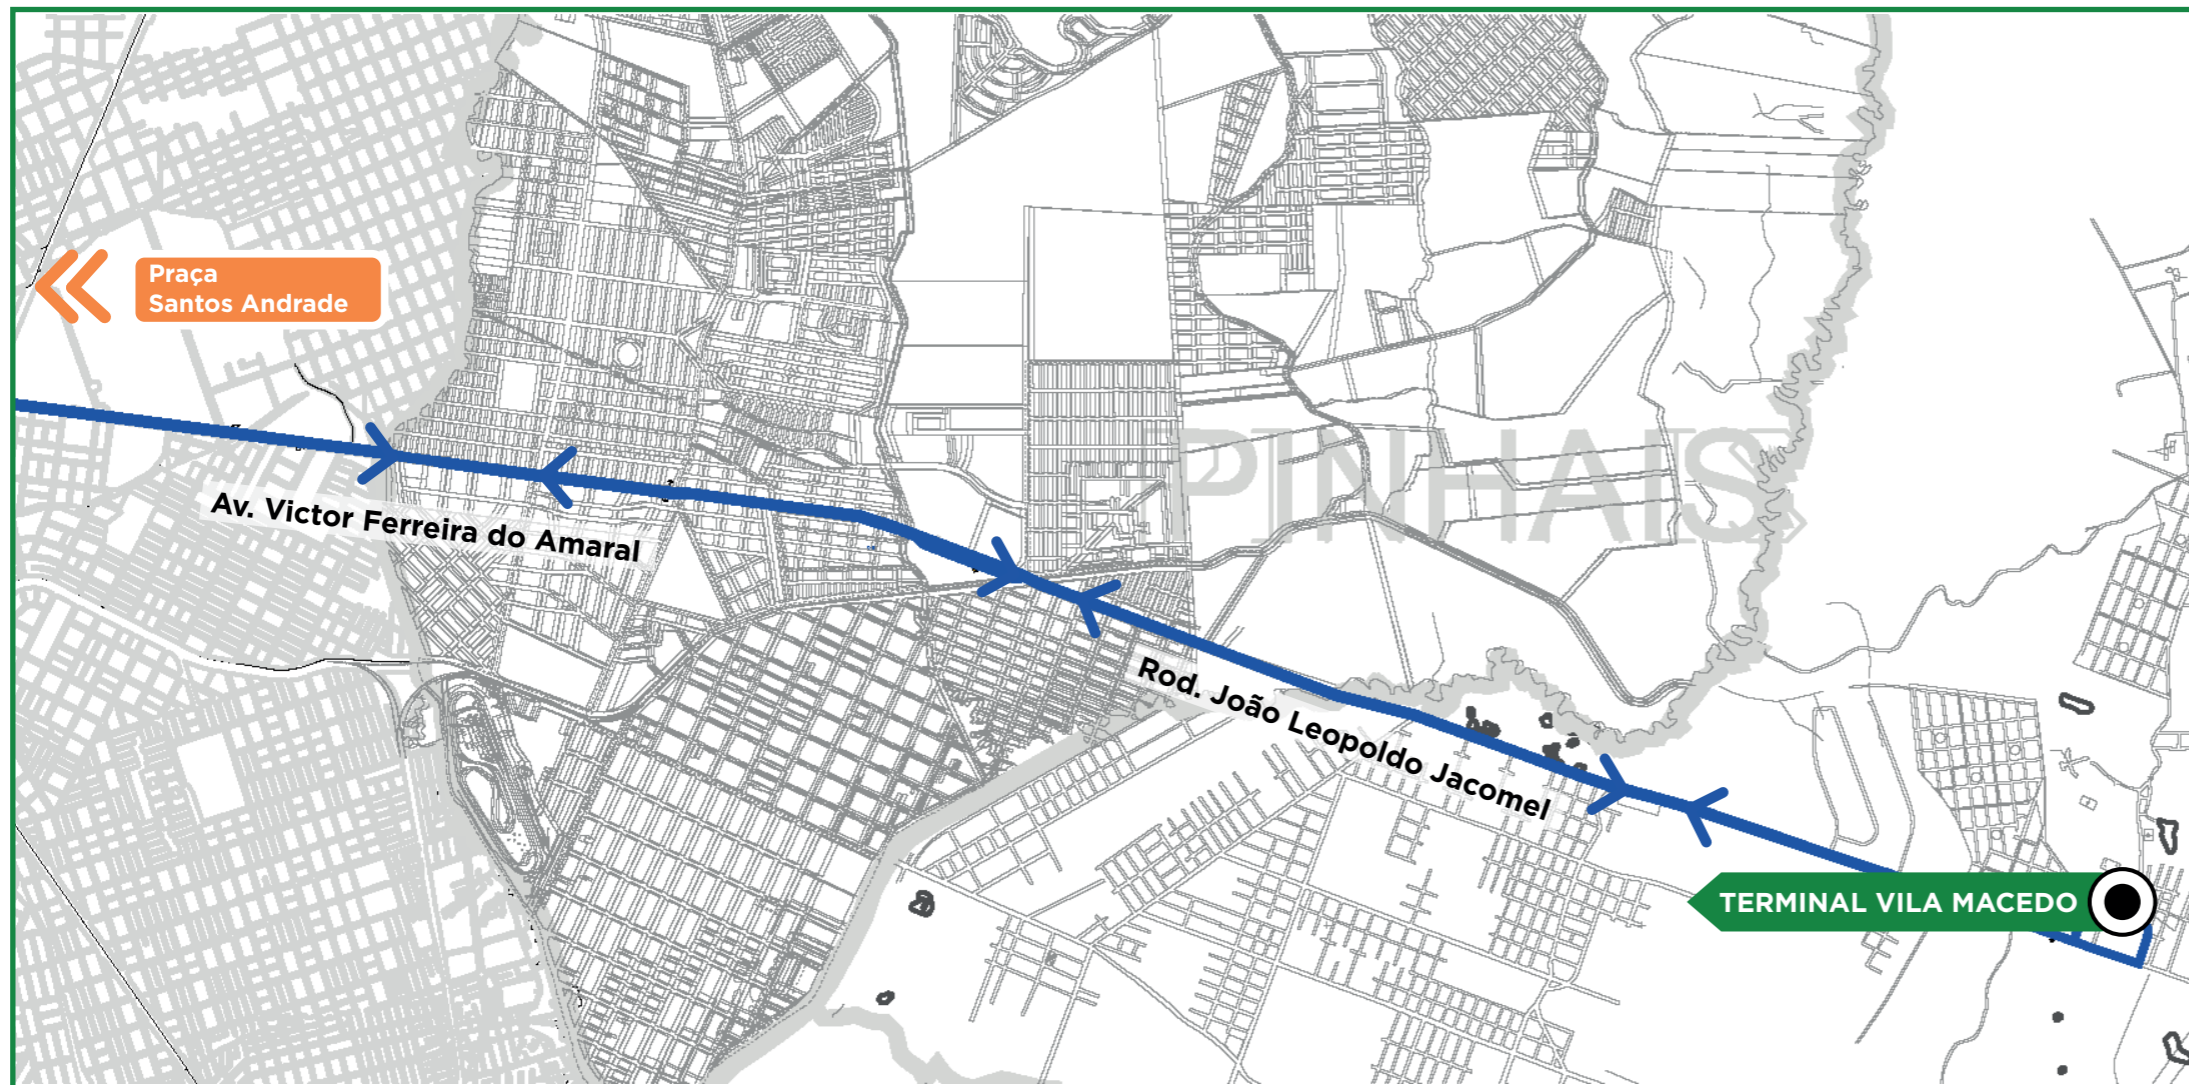 Praça
Santos Andrade
PINHAIS
Av. Victor Ferreira do Amaral
Rod. João Leopoldo Jacomel
TERMINAL VILA MACEDO